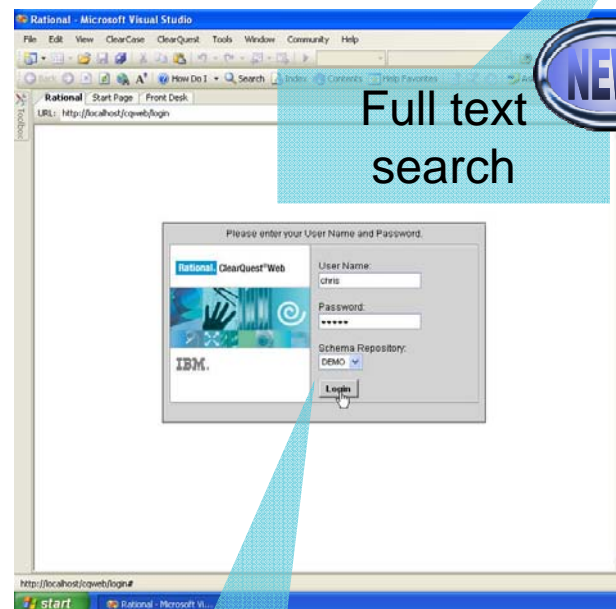 Rational - Microsoft Visual Studio
File Edit View ClearCase ClearQuest Tools Window Community Help
How Do I Search Index Contents Help Favorites
Toolbox
Rational Start Page Front Desk
URL: http://localhost/cqweb/login
NEW
Full text
search
Please enter your User Name and Password.
Rational. ClearQuest® Web
IBM.
User Name:
chris
Password:
•••••
Schema Repository:
DEMO
Login
http://localhost/cqweb/login#
start Rational - Microsoft Vi...